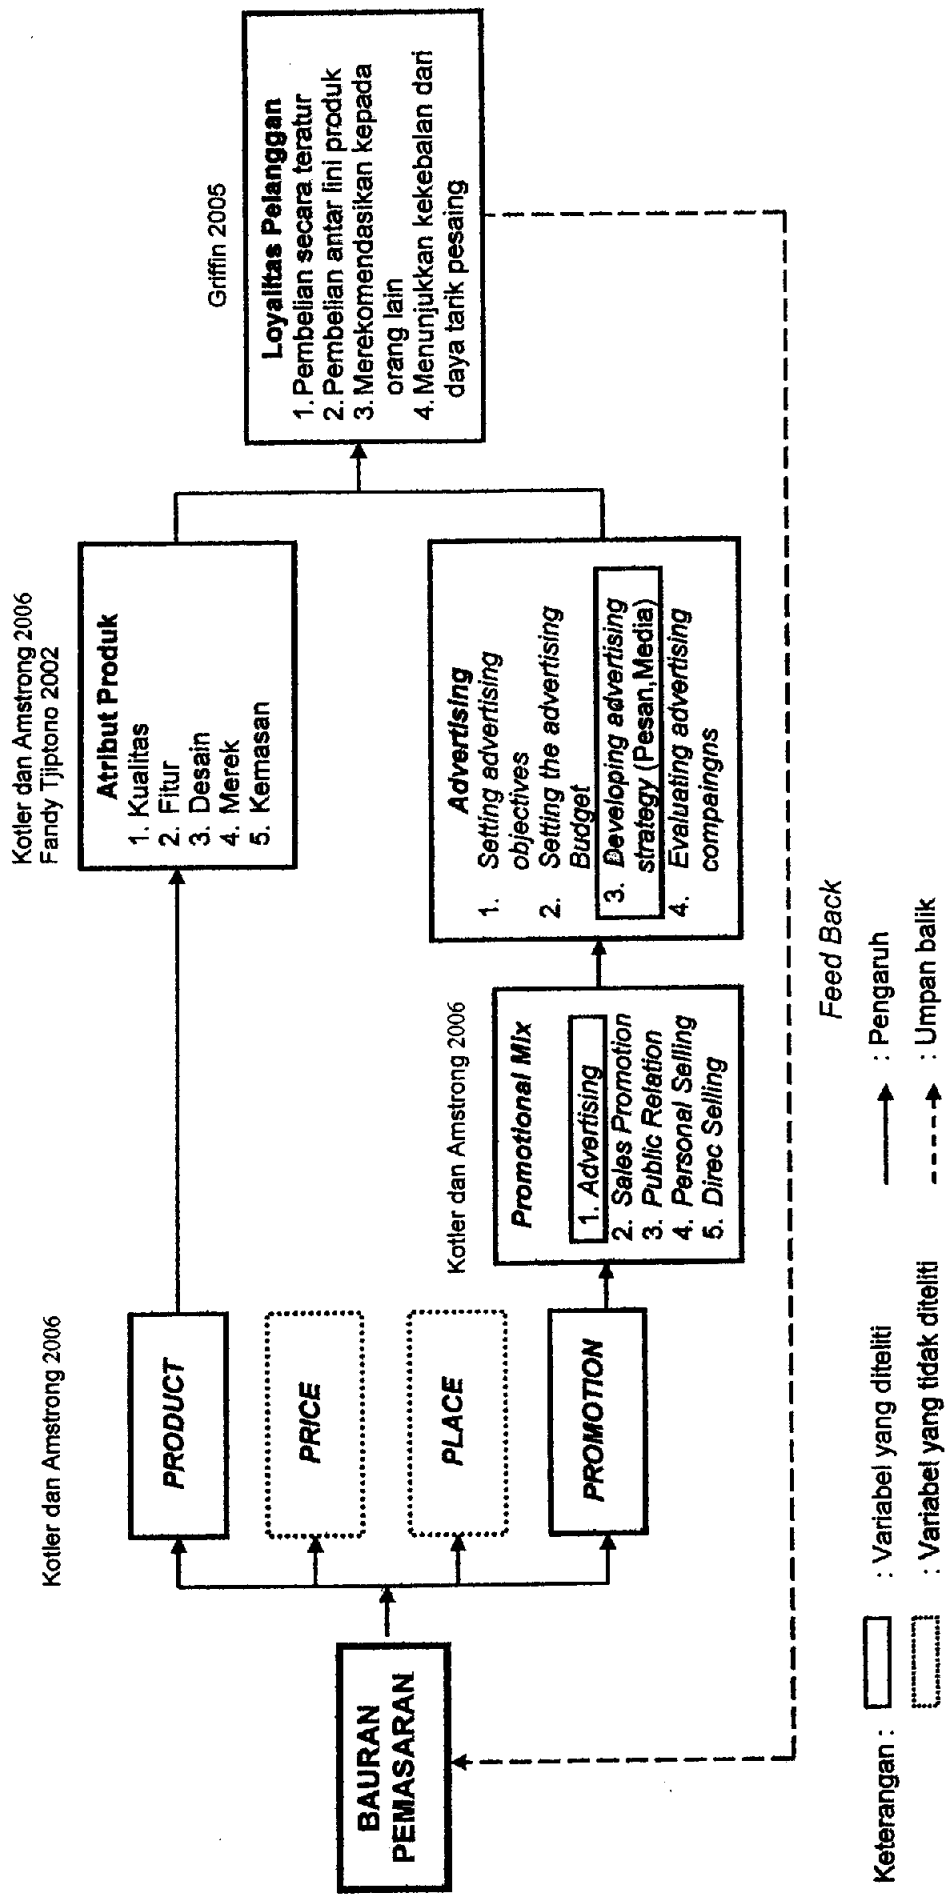 BAURAN
PEMASARAN
Kotler dan Amstrong 2006
PRODUCT
PRICE
PLACE
PROMOTION
Kotler dan Amstrong 2006
Promotional Mix
1. Advertising
2. Sales Promotion
3. Public Relation
4. Personal Selling
5. Direc Selling
Kotler dan Amstrong 2006
Fandy Tjiptono 2002
Atribut Produk
1. Kualitas
2. Fitur
3. Desain
4. Merek
5. Kemasan
Advertising
1. Setting advertising
objectives
2. Setting the advertising
Budget
3. Developing advertising
strategy (Pesan,Media)
4. Evaluating advertising
compaingns
Griffin 2005
Loyalitas Pelanggan
1. Pembelian secara teratur
2. Pembelian antar lini produk
3. Merekomendasikan kepada
orang lain
4. Menunjukkan kekebalan dari
daya tarik pesaing
Feed Back
Keterangan :
: Variabel yang diteliti
: Pengaruh
: Variabel yang tidak diteliti
: Umpan balik